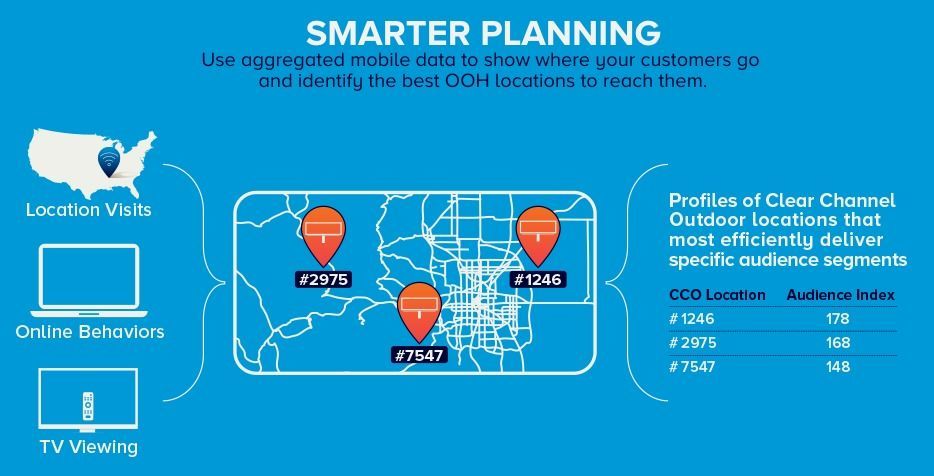 SMARTER PLANNING
Use aggregated mobile data to show where your customers go
and identify the best OOH locations to reach them.
Location Visits
Online Behaviors
TV Viewing
#2975
#1246
#7547
Profiles of Clear Channel
Outdoor locations that
most efficiently deliver
specific audience segments
CCO Location Audience Index
# 1246 178
# 2975 168
# 7547 148